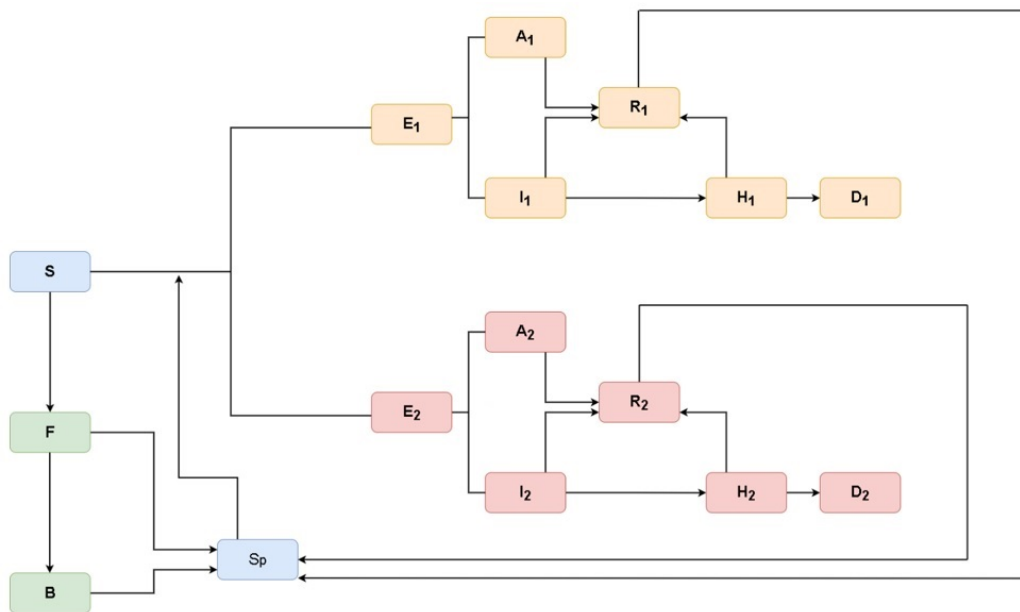 A₁
R₁
E₁
I₁
H₁
D₁
S
A₂
R₂
E₂
F
I₂
H₂
D₂
Sp
B